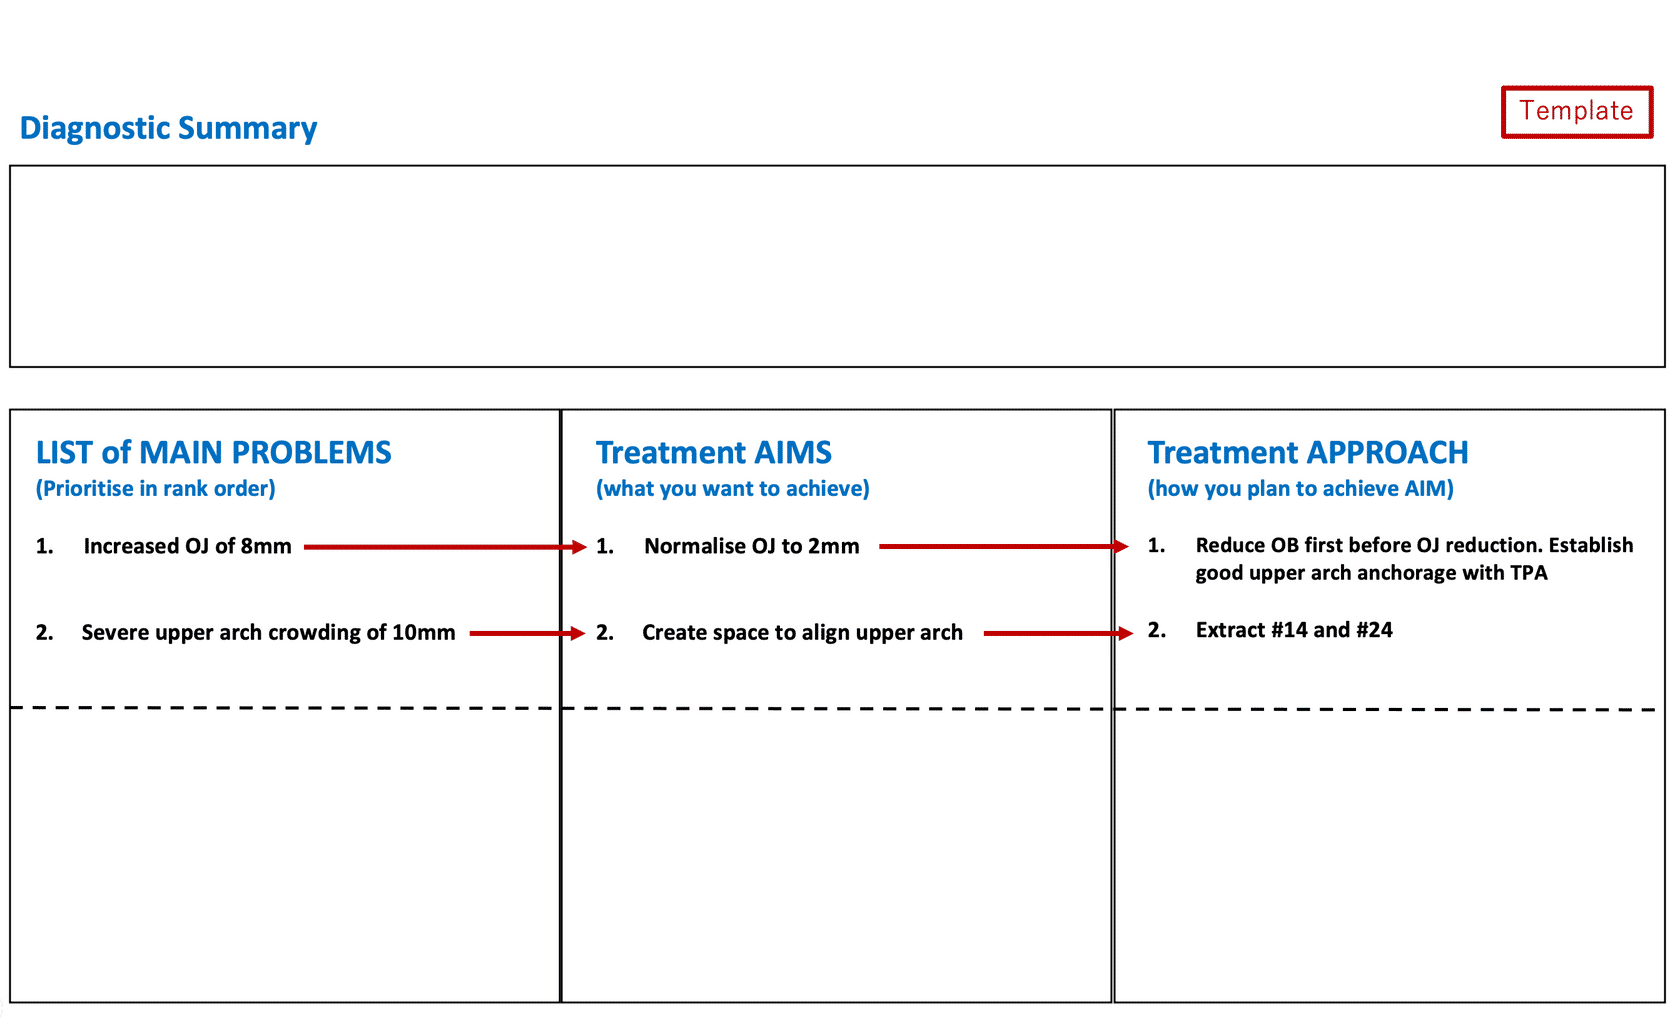 Template
Diagnostic Summary
LIST of MAIN PROBLEMS
(Prioritise in rank order)
1. Increased OJ of 8mm
2. Severe upper arch crowding of 10mm
Treatment AIMS
(what you want to achieve)
1. Normalise OJ to 2mm
2. Create space to align upper arch
Treatment APPROACH
(how you plan to achieve AIM)
1. Reduce OB first before OJ reduction. Establish
good upper arch anchorage with TPA
2. Extract #14 and #24